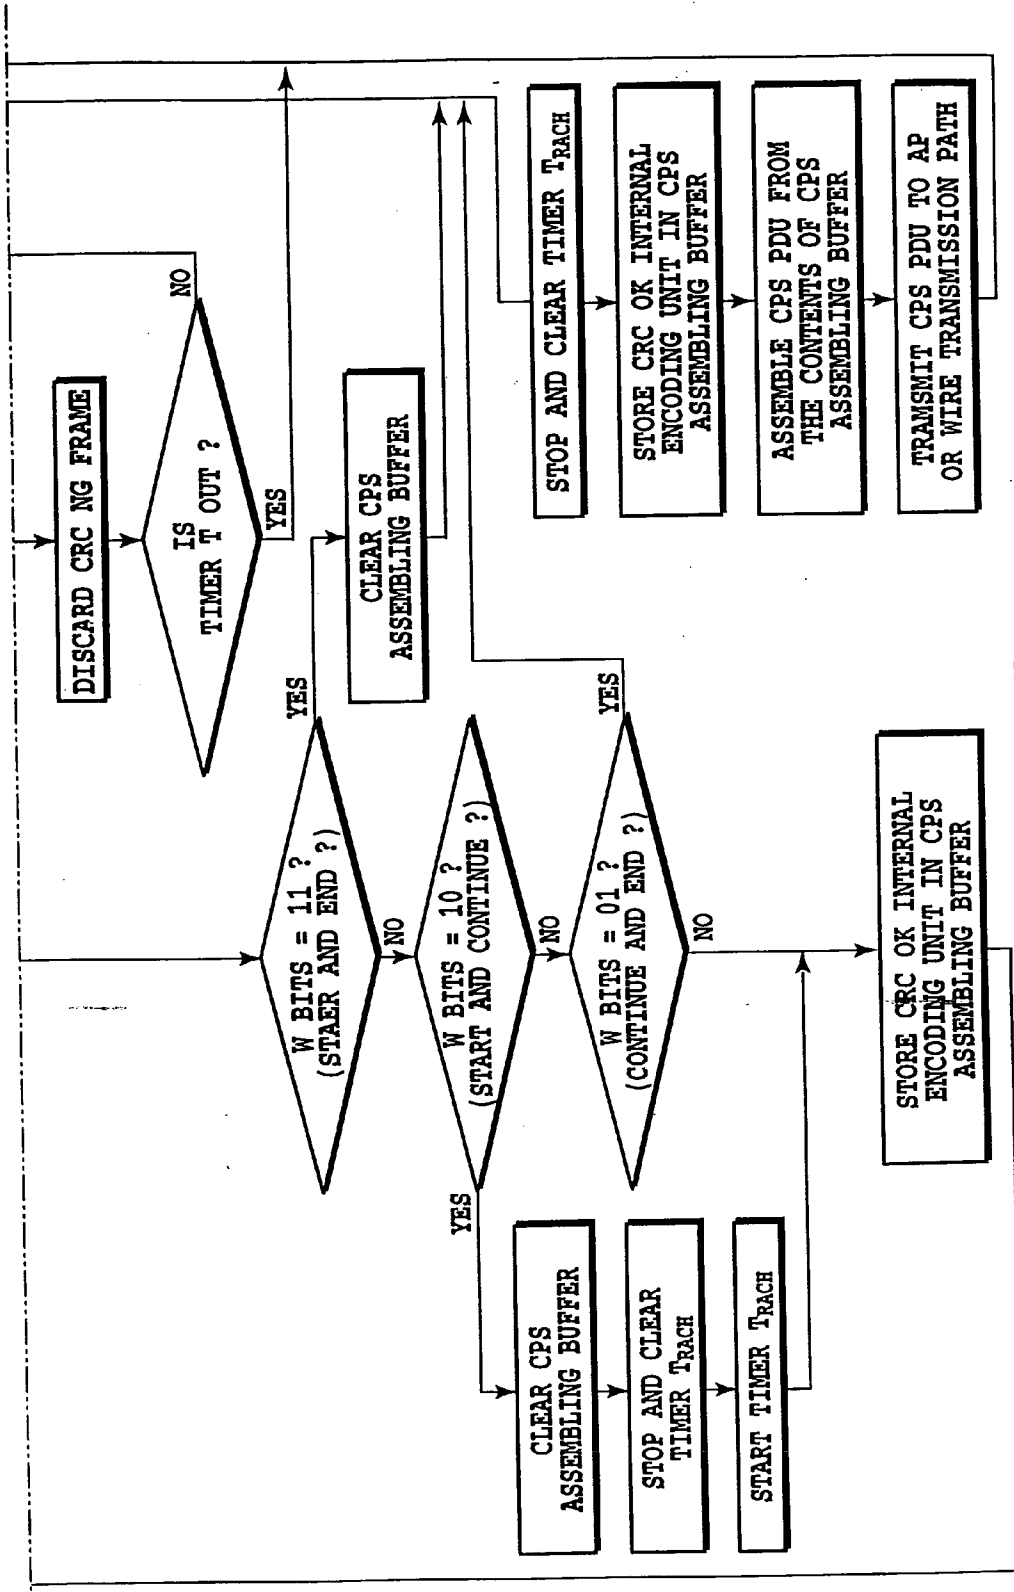 DISCARD CRC NG FRAME
IS
TIMER T OUT ?
NO
YES
W BITS = 11 ?
(STAER AND END ?)
YES
NO
CLEAR CPS
ASSEMBLING BUFFER
W BITS = 10 ?
(START AND CONTINUE ?)
YES
NO
W BITS = 01 ?
(CONTINUE AND END ?)
YES
NO
CLEAR CPS
ASSEMBLING BUFFER
STOP AND CLEAR
TIMER TRACH
START TIMER TRACH
STORE CRC OK INTERNAL
ENCODING UNIT IN CPS
ASSEMBLING BUFFER
STOP AND CLEAR TIMER TRACH
STORE CRC OK INTERNAL
ENCODING UNIT IN CPS
ASSEMBLING BUFFER
ASSEMBLE CPS PDU FROM
THE CONTENTS OF CPS
ASSEMBLING BUFFER
TRAMSMIT CPS PDU TO AP
OR WIRE TRANSMISSION PATH